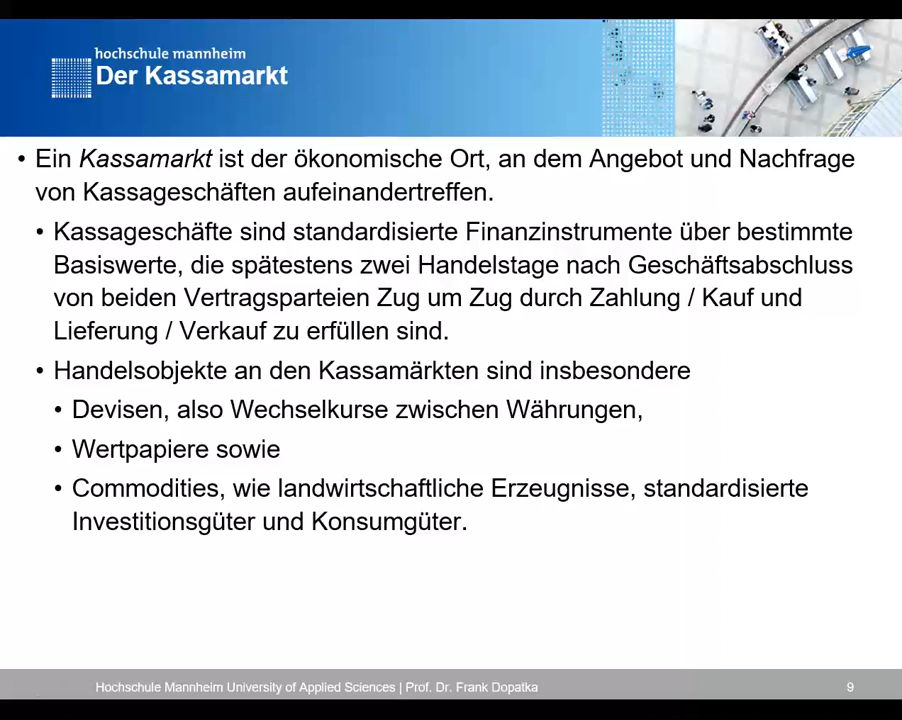 hochschule mannheim
Der Kassamarkt
• Ein Kassamarkt ist der ökonomische Ort, an dem Angebot und Nachfrage
von Kassageschäften aufeinandertreffen.
• Kassageschäfte sind standardisierte Finanzinstrumente über bestimmte
Basiswerte, die spätestens zwei Handelstage nach Geschäftsabschluss
von beiden Vertragsparteien Zug um Zug durch Zahlung / Kauf und
Lieferung / Verkauf zu erfüllen sind.
• Handelsobjekte an den Kassamärkten sind insbesondere
• Devisen, also Wechselkurse zwischen Währungen,
• Wertpapiere sowie
• Commodities, wie landwirtschaftliche Erzeugnisse, standardisierte
Investitionsgüter und Konsumgüter.
Hochschule Mannheim University of Applied Sciences | Prof. Dr. Frank Dopatka
9